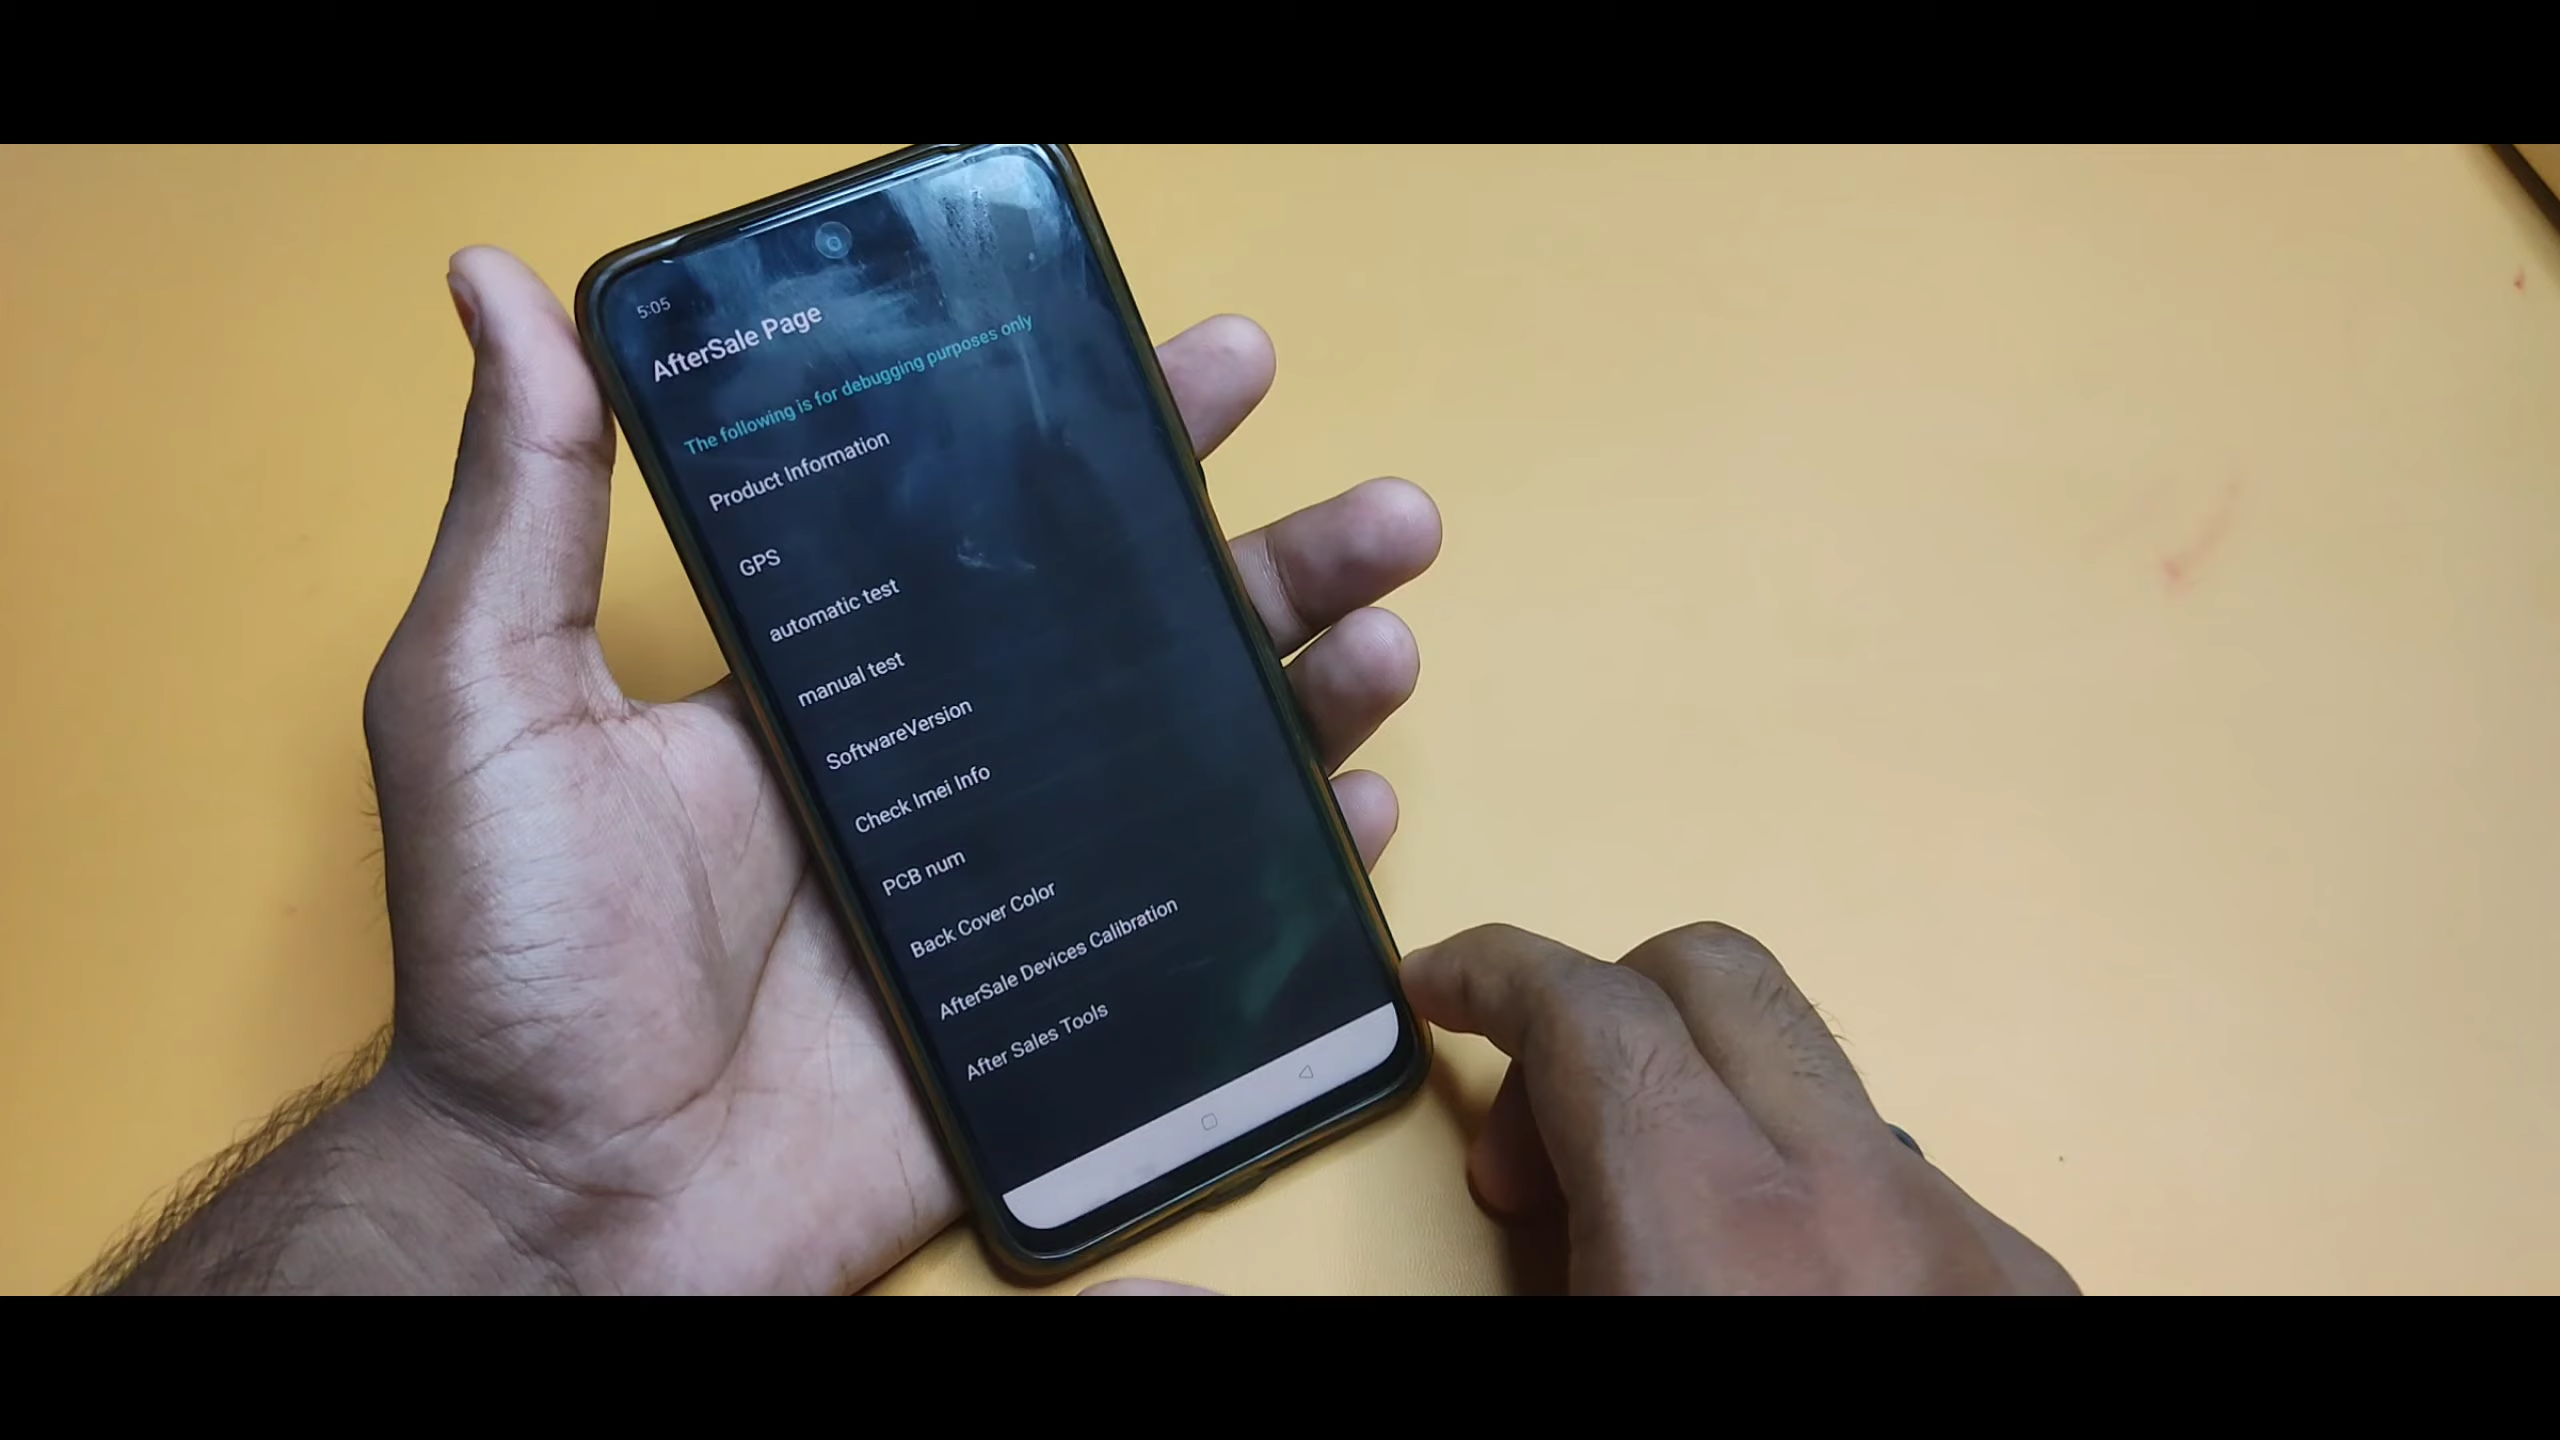 5:05
AfterSale Page
The following is for debugging purposes only
Product Information
GPS
automatic test
manual test
SoftwareVersion
Check Imei Info
PCB num
Back Cover Color
AfterSale Devices Calibration
After Sales Tools